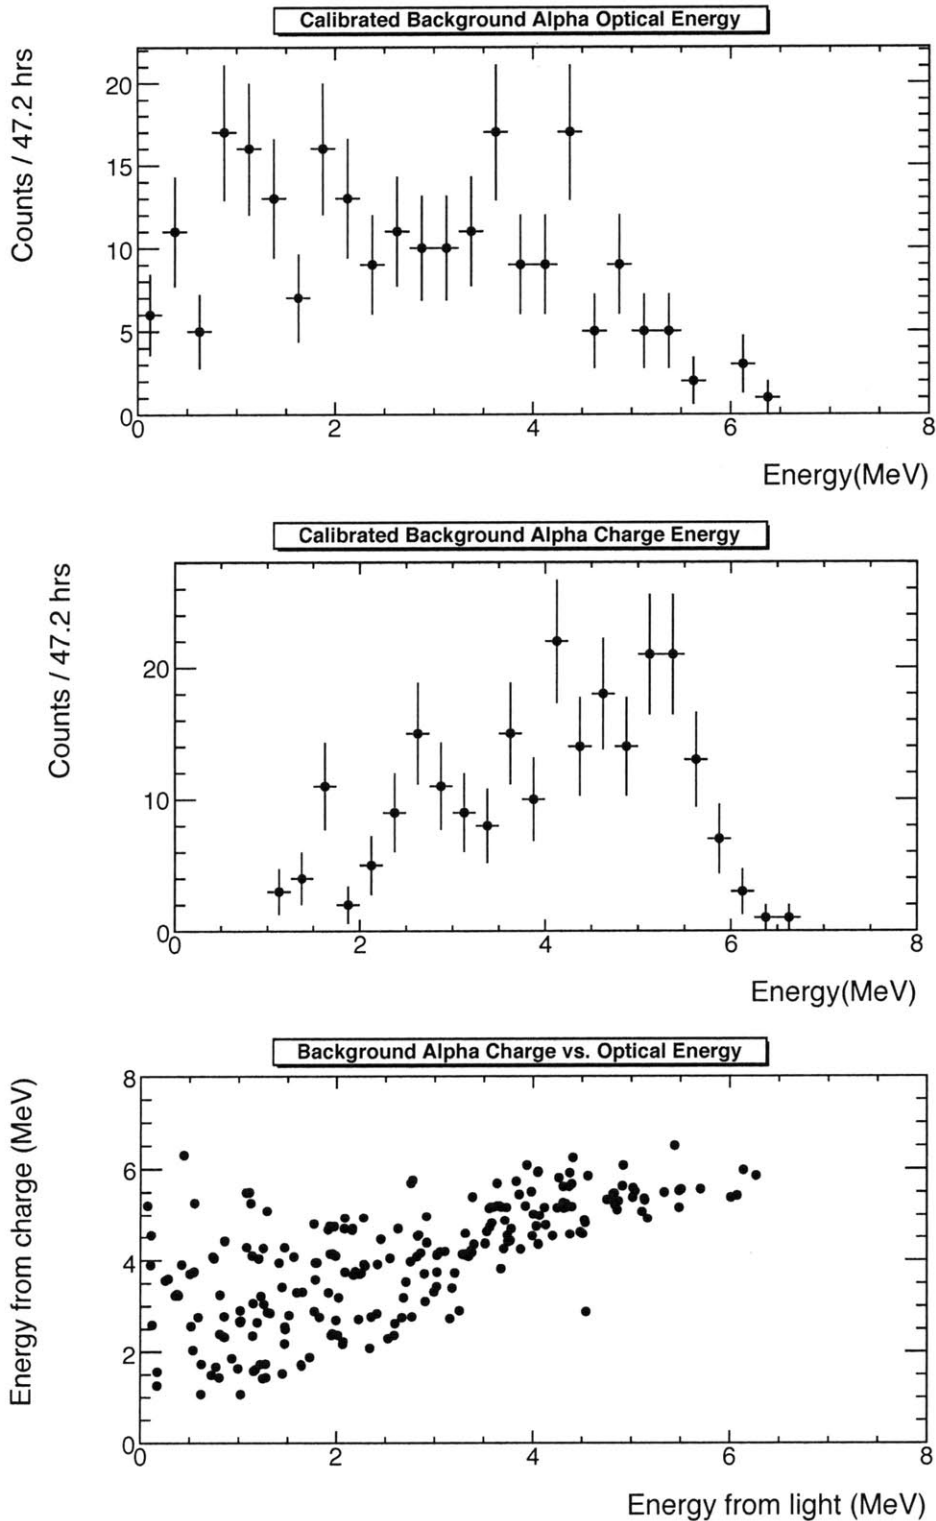 Calibrated Background Alpha Optical Energy
Counts / 47.2 hrs
20
15
10
5
0
0 2 4 6 8
Energy(MeV)
Calibrated Background Alpha Charge Energy
Counts / 47.2 hrs
20
10
0
0 2 4 6 8
Energy(MeV)
Background Alpha Charge vs. Optical Energy
Energy from charge (MeV)
8
6
4
2
0
0 2 4 6 8
Energy from light (MeV)